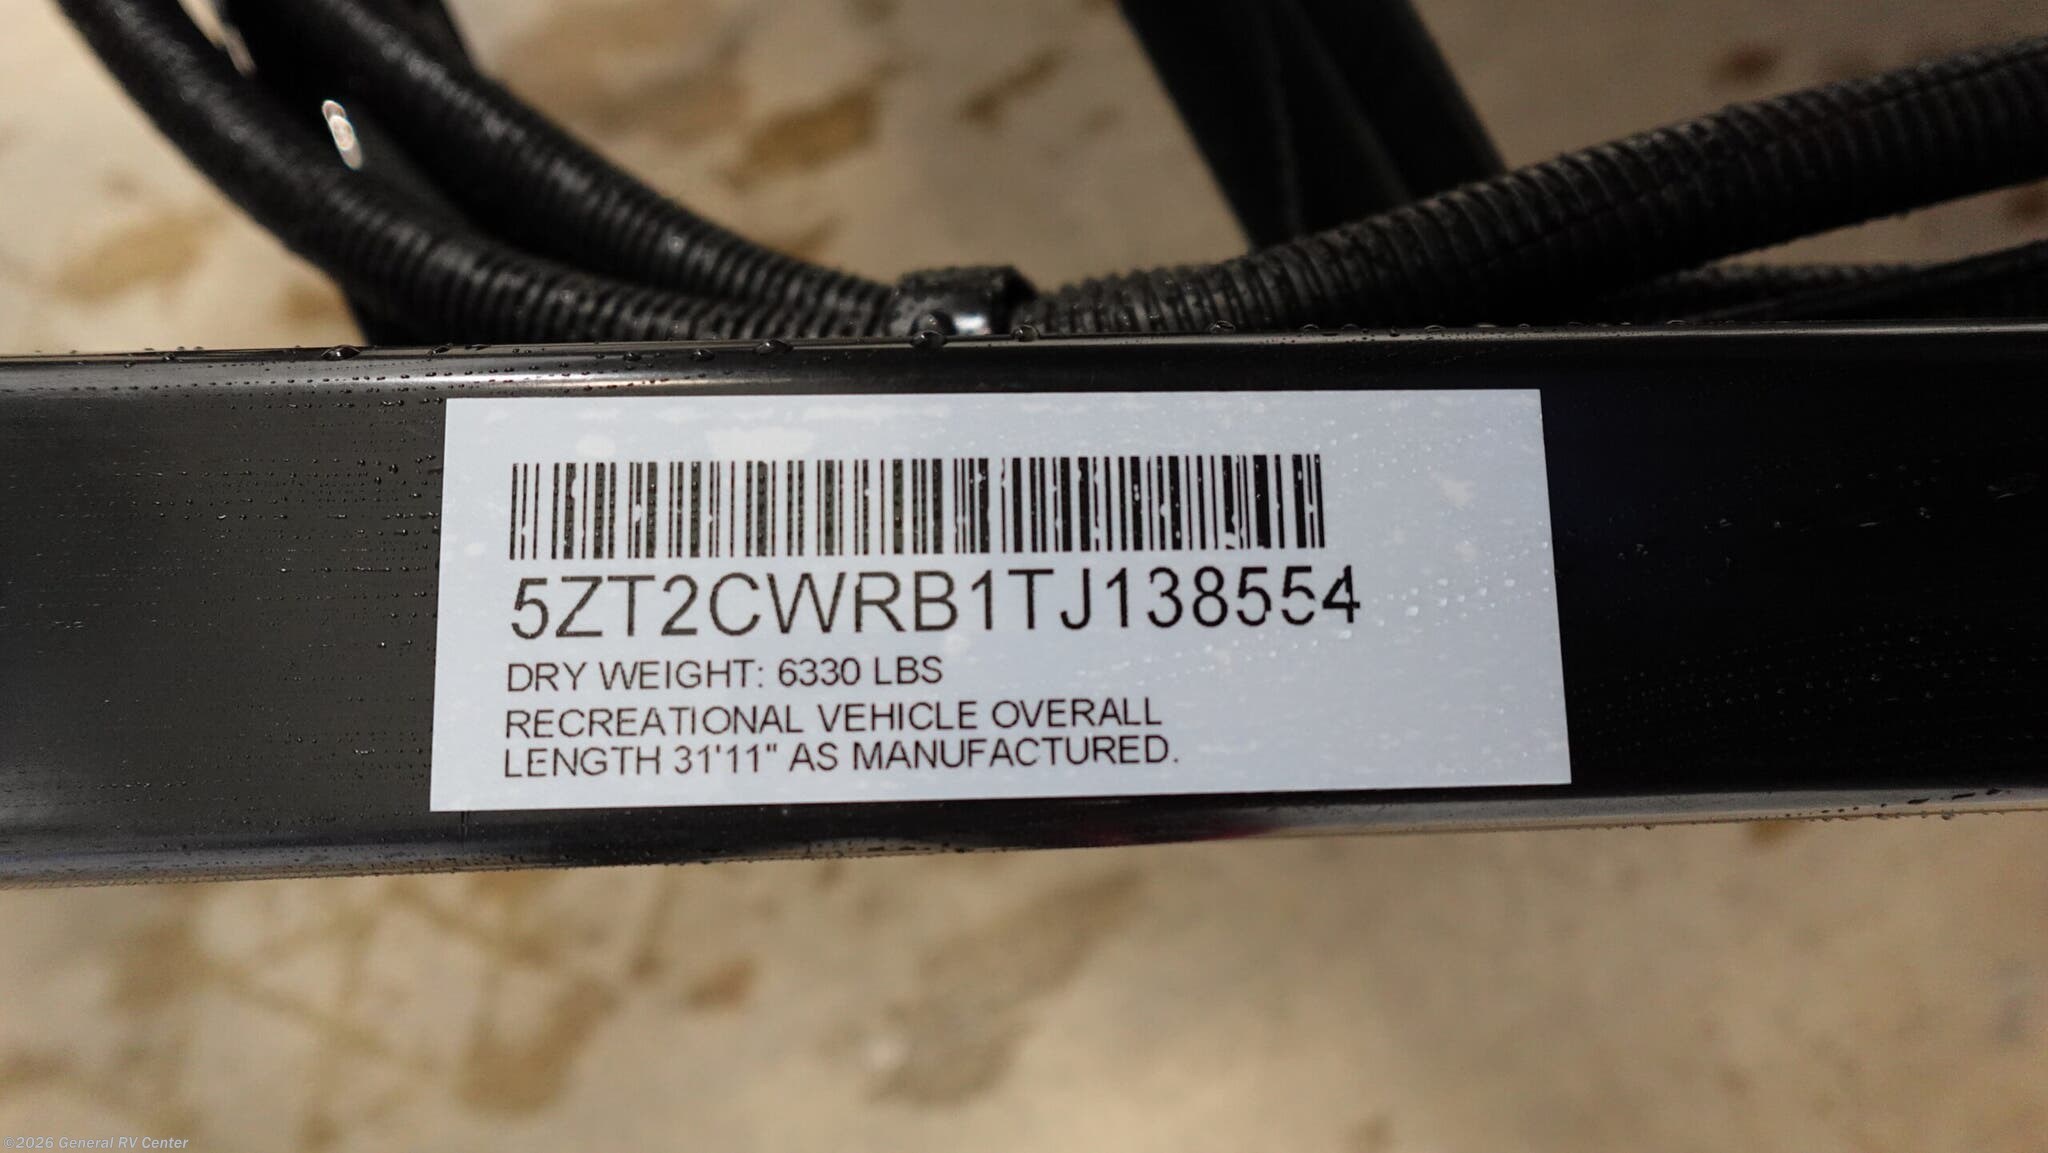 5ZT2CWRB1TJ138554
DRY WEIGHT: 6330 LBS
RECREATIONAL VEHICLE OVERALL
LENGTH 31'11" AS MANUFACTURED.
©2026 General RV Center